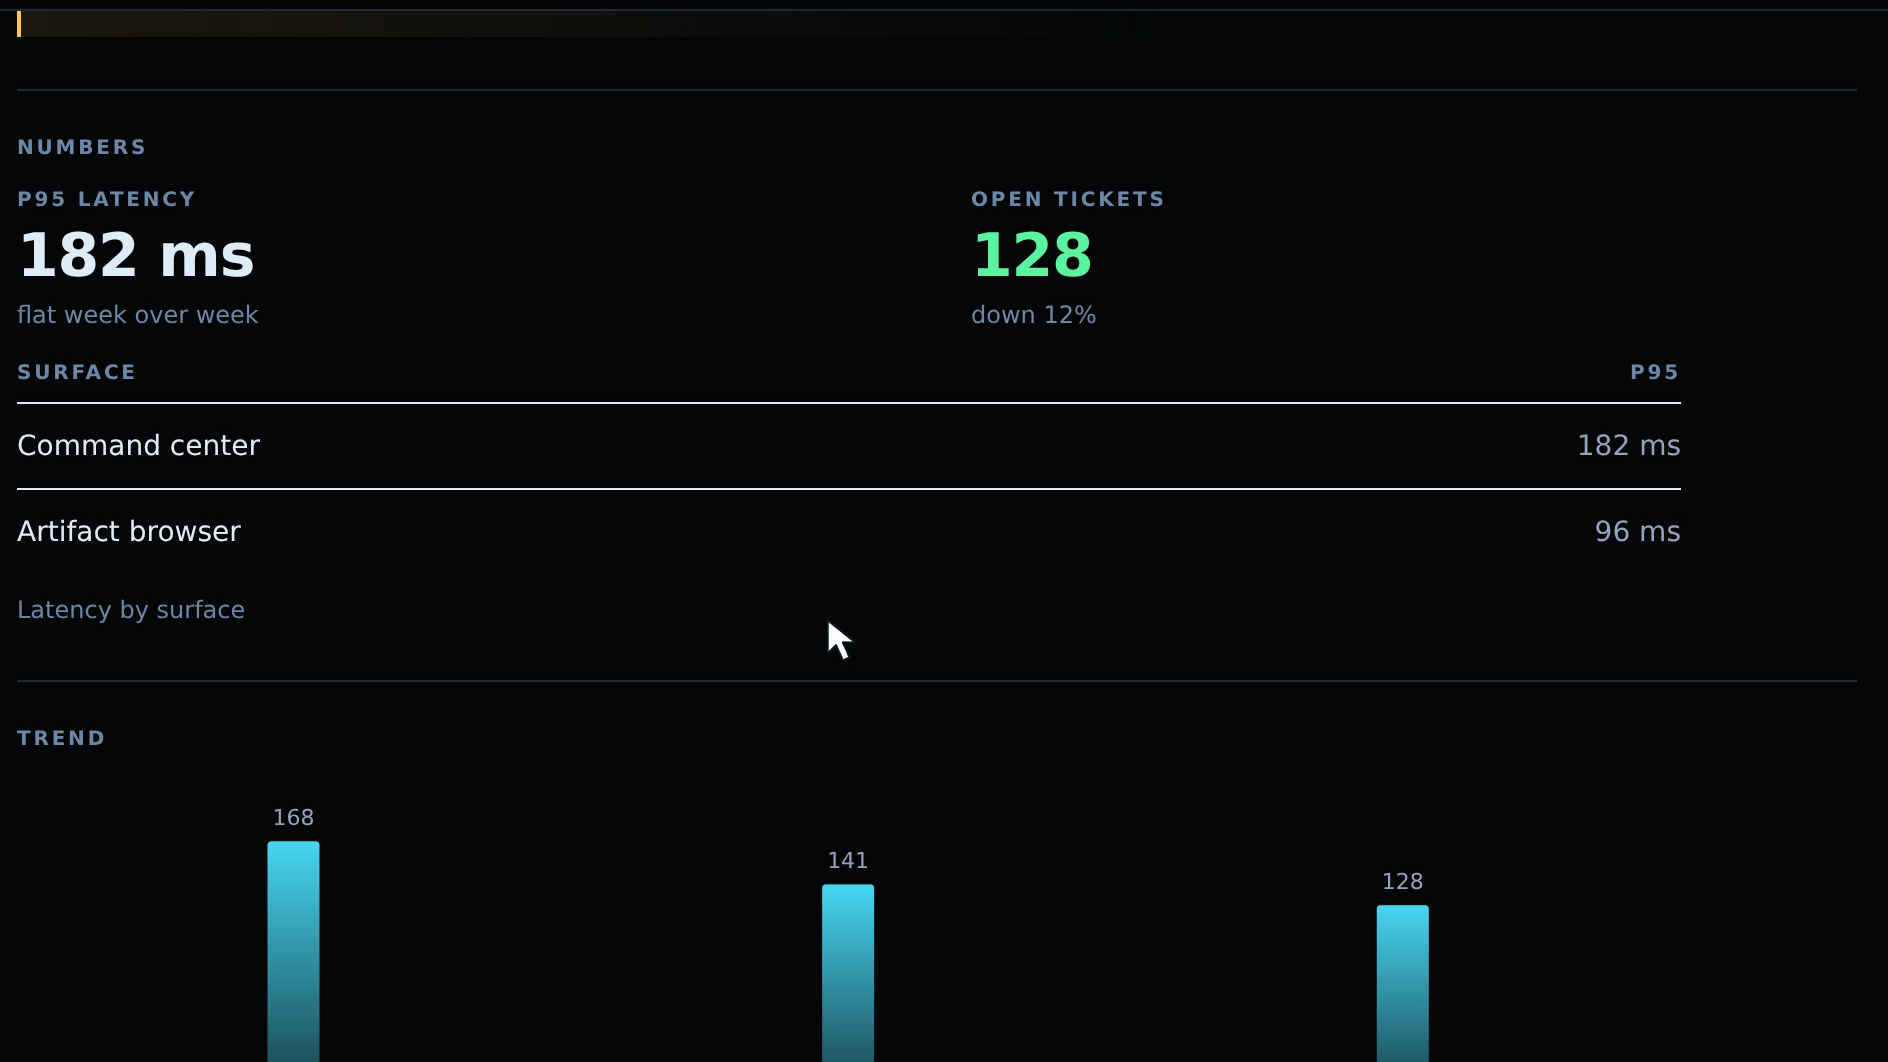 NUMBERS
P95 LATENCY
182 ms
flat week over week
OPEN TICKETS
128
down 12%
SURFACE P95
Command center 182 ms
Artifact browser 96 ms
Latency by surface
TREND
168
141
128